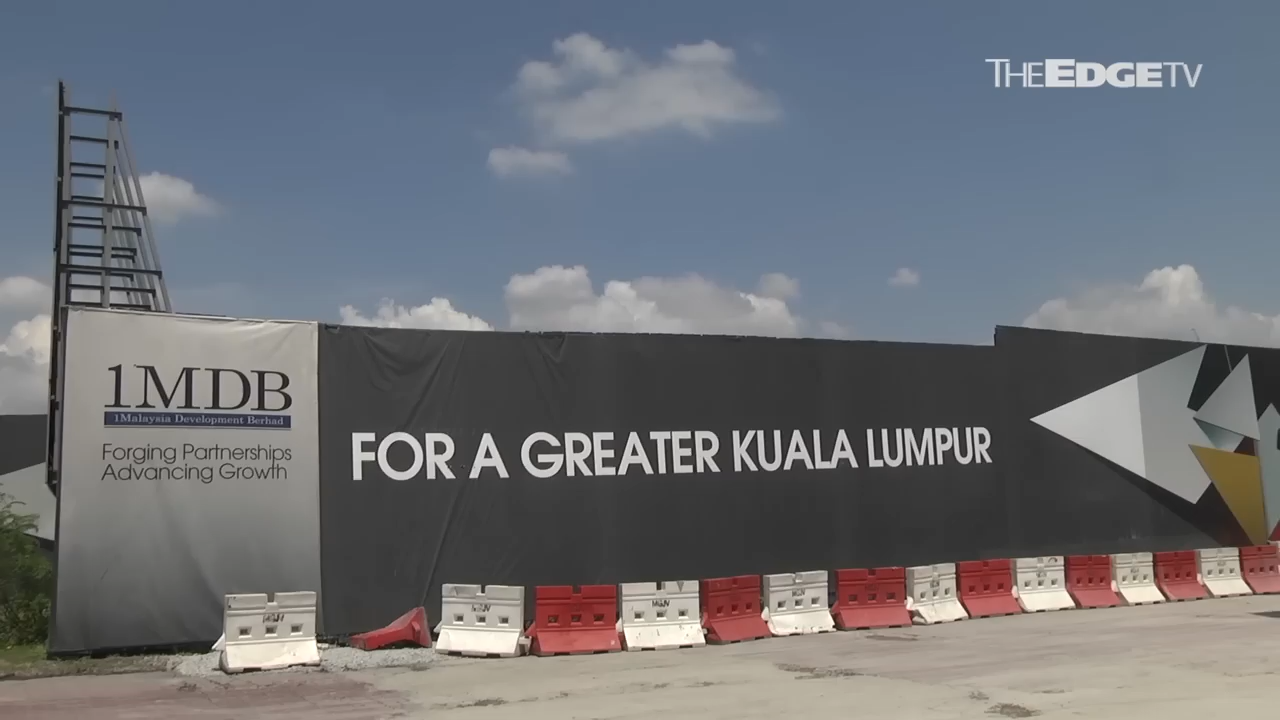 THEEDGETV
1MDB
1Malaysia Development Berhad
Forging Partnerships
Advancing Growth
FOR A GREATER KUALA LUMPUR